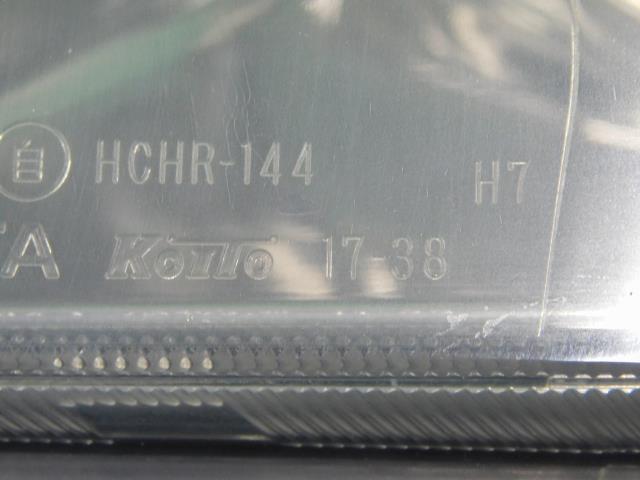 自 HCHR-144 H7
TA Koito 17-38